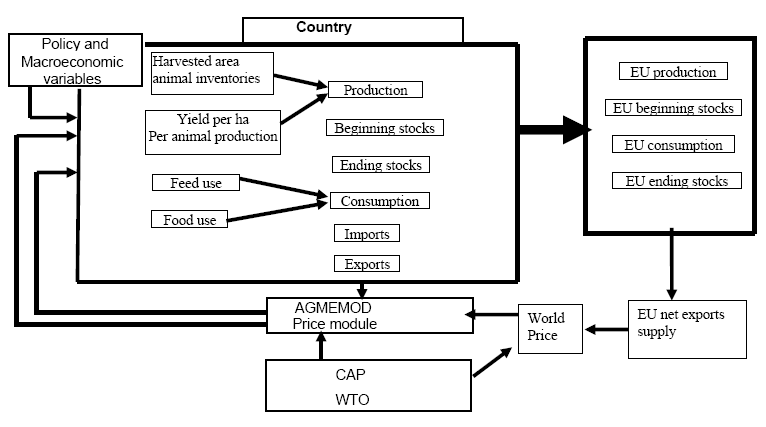 Country
Policy and
Macroeconomic
variables
Harvested area
animal inventories
Yield per ha
Per animal production
Feed use
Food use
Production
Beginning stocks
Ending stocks
Consumption
Imports
Exports
EU production
EU beginning stocks
EU consumption
EU ending stocks
AGMEMOD
Price module
World
Price
EU net exports
supply
CAP
WTO